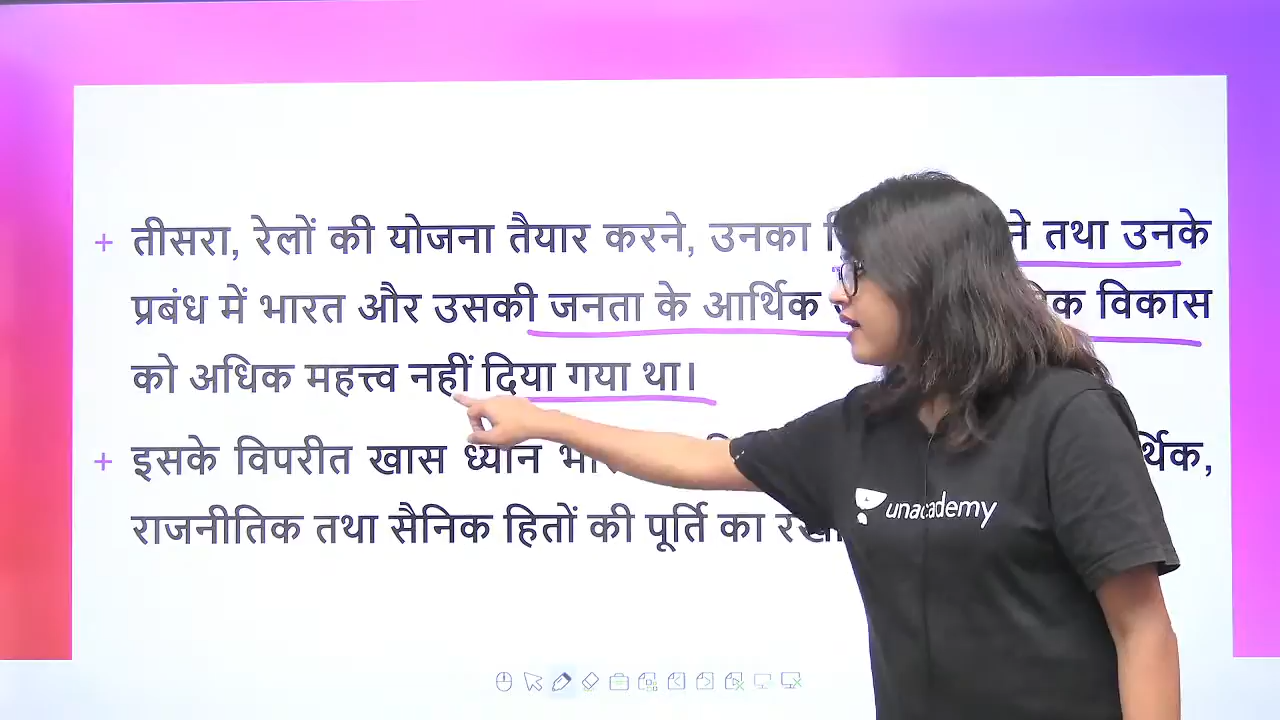 + तीसरा, रेलों की योजना तैयार करने, उनका तथा उनके
प्रबंध में भारत और उसकी जनता के आर्थिक विकास
को अधिक महत्त्व नहीं दिया गया था।
+ इसके विपरीत खास ध्यान
राजनीतिक तथा सैनिक हितों की पूर्ति का
unacademy